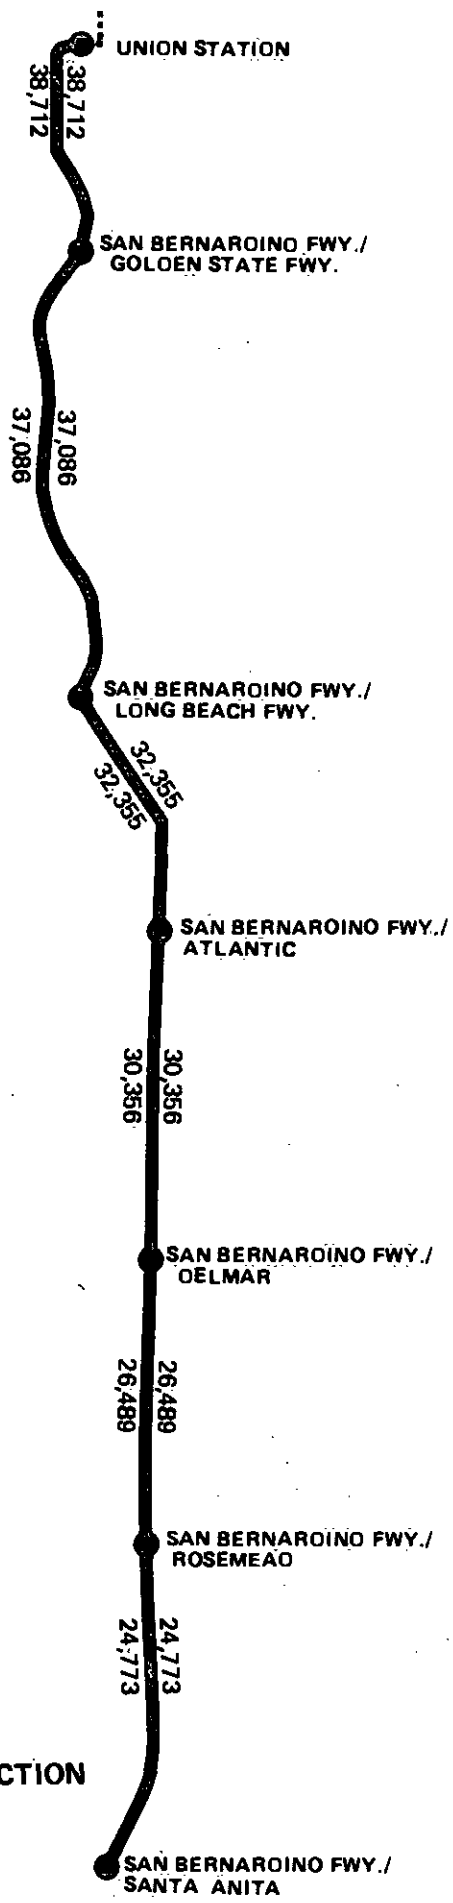 UNION STATION
38,712
38,712
SAN BERNAROINO FWY./
GOLOEN STATE FWY.
37,086
37,086
SAN BERNAROINO FWY./
LONG BEACH FWY.
32,355
32,355
SAN BERNAROINO FWY./
ATLANTIC
30,356
30,356
SAN BERNAROINO FWY./
OELMAR
26,489
26,489
SAN BERNAROINO FWY./
ROSEMEAO
24,773
24,773
CTION
SAN BERNAROINO FWY./
SANTA ANITA